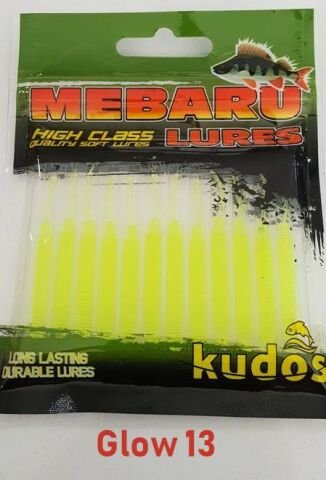 MEBARU
LURES
HIGH CLASS
QUALITY SOFT LURES
LONG LASTING
DURABLE LURES
kudos
Glow 13